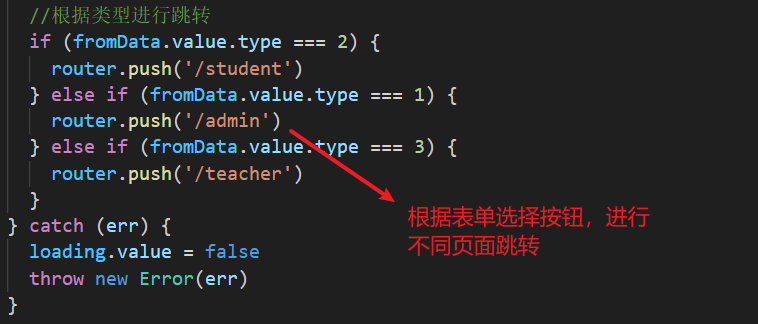 //根据类型进行跳转
if (fromData.value.type === 2) {
router.push('/student')
} else if (fromData.value.type === 1) {
router.push('/admin')
} else if (fromData.value.type === 3) {
router.push('/teacher')
}
} catch (err) {
loading.value = false
throw new Error(err)
}
根据表单选择按钮，进行
不同页面跳转